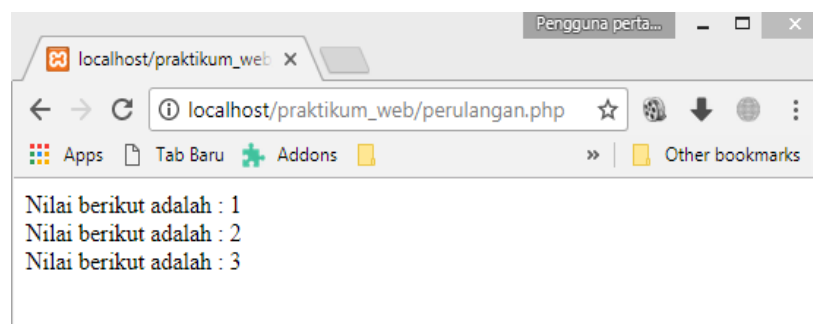 Pengguna perta...
localhost/praktikum_web
localhost/praktikum_web/perulangan.php
Apps Tab Baru Addons » Other bookmarks
Nilai berikut adalah : 1
Nilai berikut adalah : 2
Nilai berikut adalah : 3